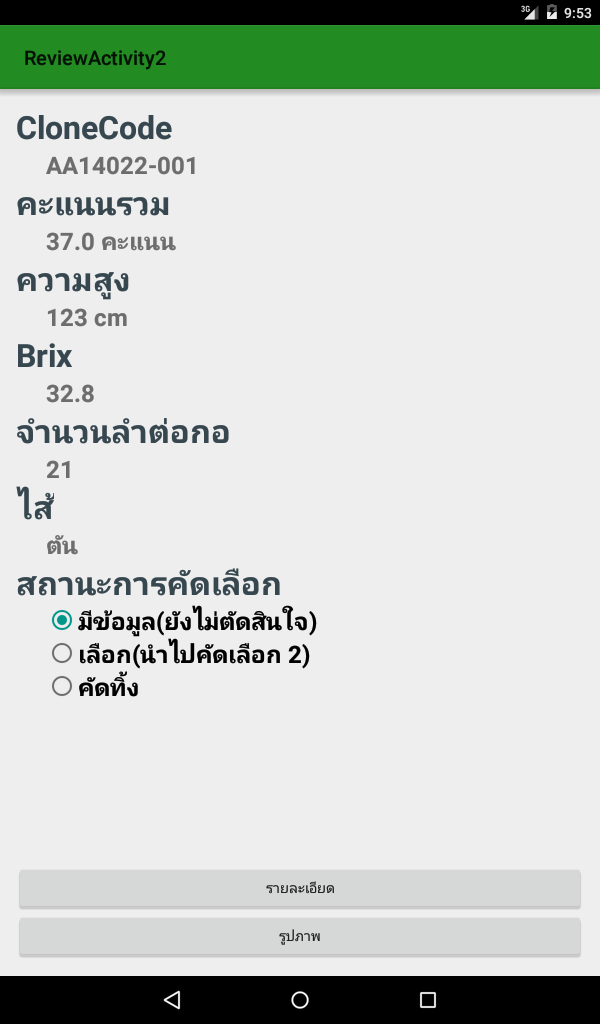 3G 9:53
ReviewActivity2
CloneCode
AA14022-001
คะแนนรวม
37.0 คะแนน
ความสูง
123 cm
Brix
32.8
จำนวนลำต่อกอ
21
ไส้
ตัน
สถานะการคัดเลือก
มีข้อมูล(ยังไม่ตัดสินใจ)
เลือก(นำไปคัดเลือก 2)
คัดทิ้ง
รายละเอียด
รูปภาพ